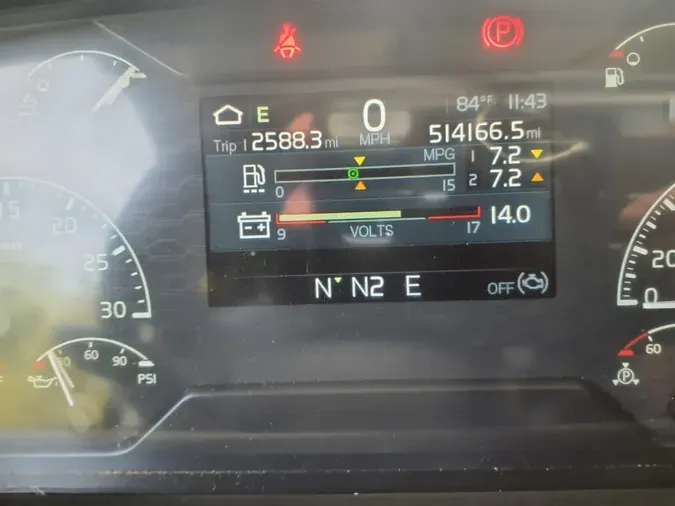 P
E 0 84°F 11:43
Trip 1 2588.3 mi MPH 514166.5 mi
MPG 1 7.2
0 15 2 7.2
9 VOLTS 17 14.0
N N2 E OFF
15 20 25 30
60 90 PSI
20 0
60 P